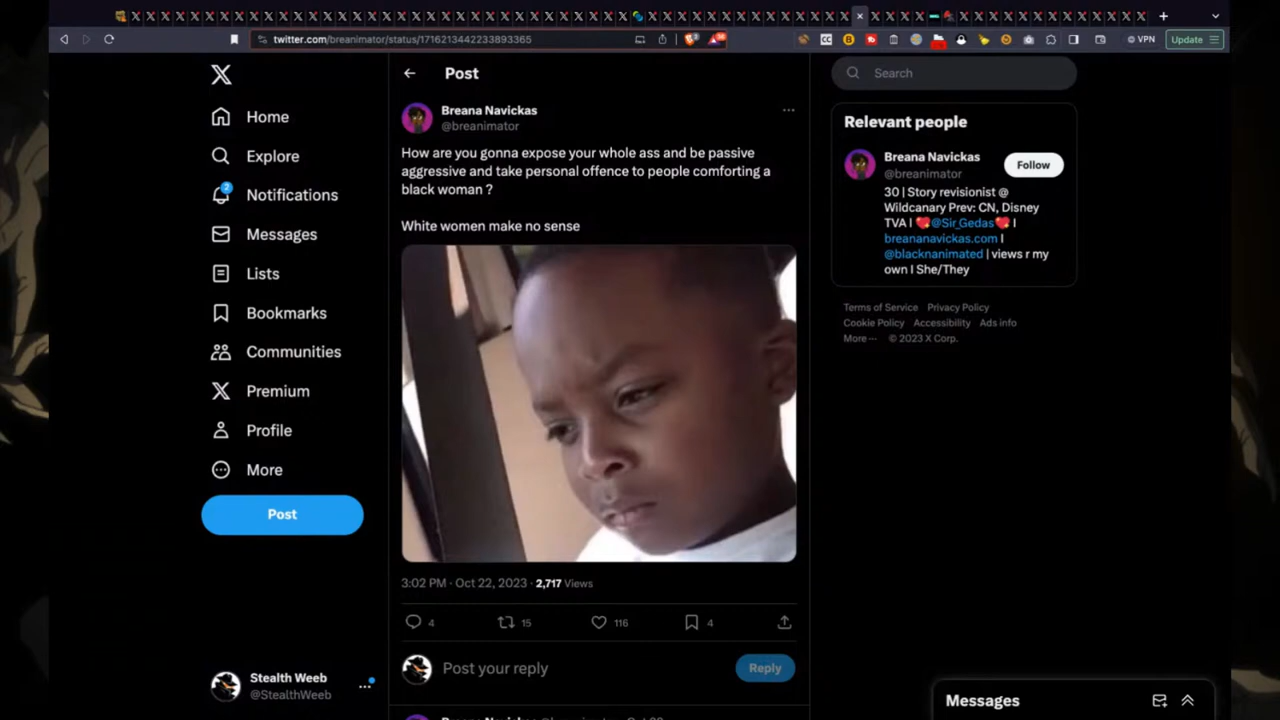 twitter.com/breanimator/status/1716213442233893365
VPN
Update
Home
Explore
2
Notifications
Messages
Lists
Bookmarks
Communities
Premium
Profile
More
Post
Stealth Weeb
@StealthWeeb
Post
Breana Navickas
@breanimator
How are you gonna expose your whole ass and be passive
aggressive and take personal offence to people comforting a
black woman ?
White women make no sense
3:02 PM · Oct 22, 2023 · 2,717 Views
4 15 116 4
Post your reply
Reply
Search
Relevant people
Breana Navickas
@breanimator
Follow
30 | Story revisionist @
Wildcanary Prev: CN, Disney
TVA I ❤️@Sir_Gedas❤️ I
breananavickas.com I
@blacknanimated | views r my
own I She/They
Terms of Service Privacy Policy
Cookie Policy Accessibility Ads info
More ··· © 2023 X Corp.
Messages